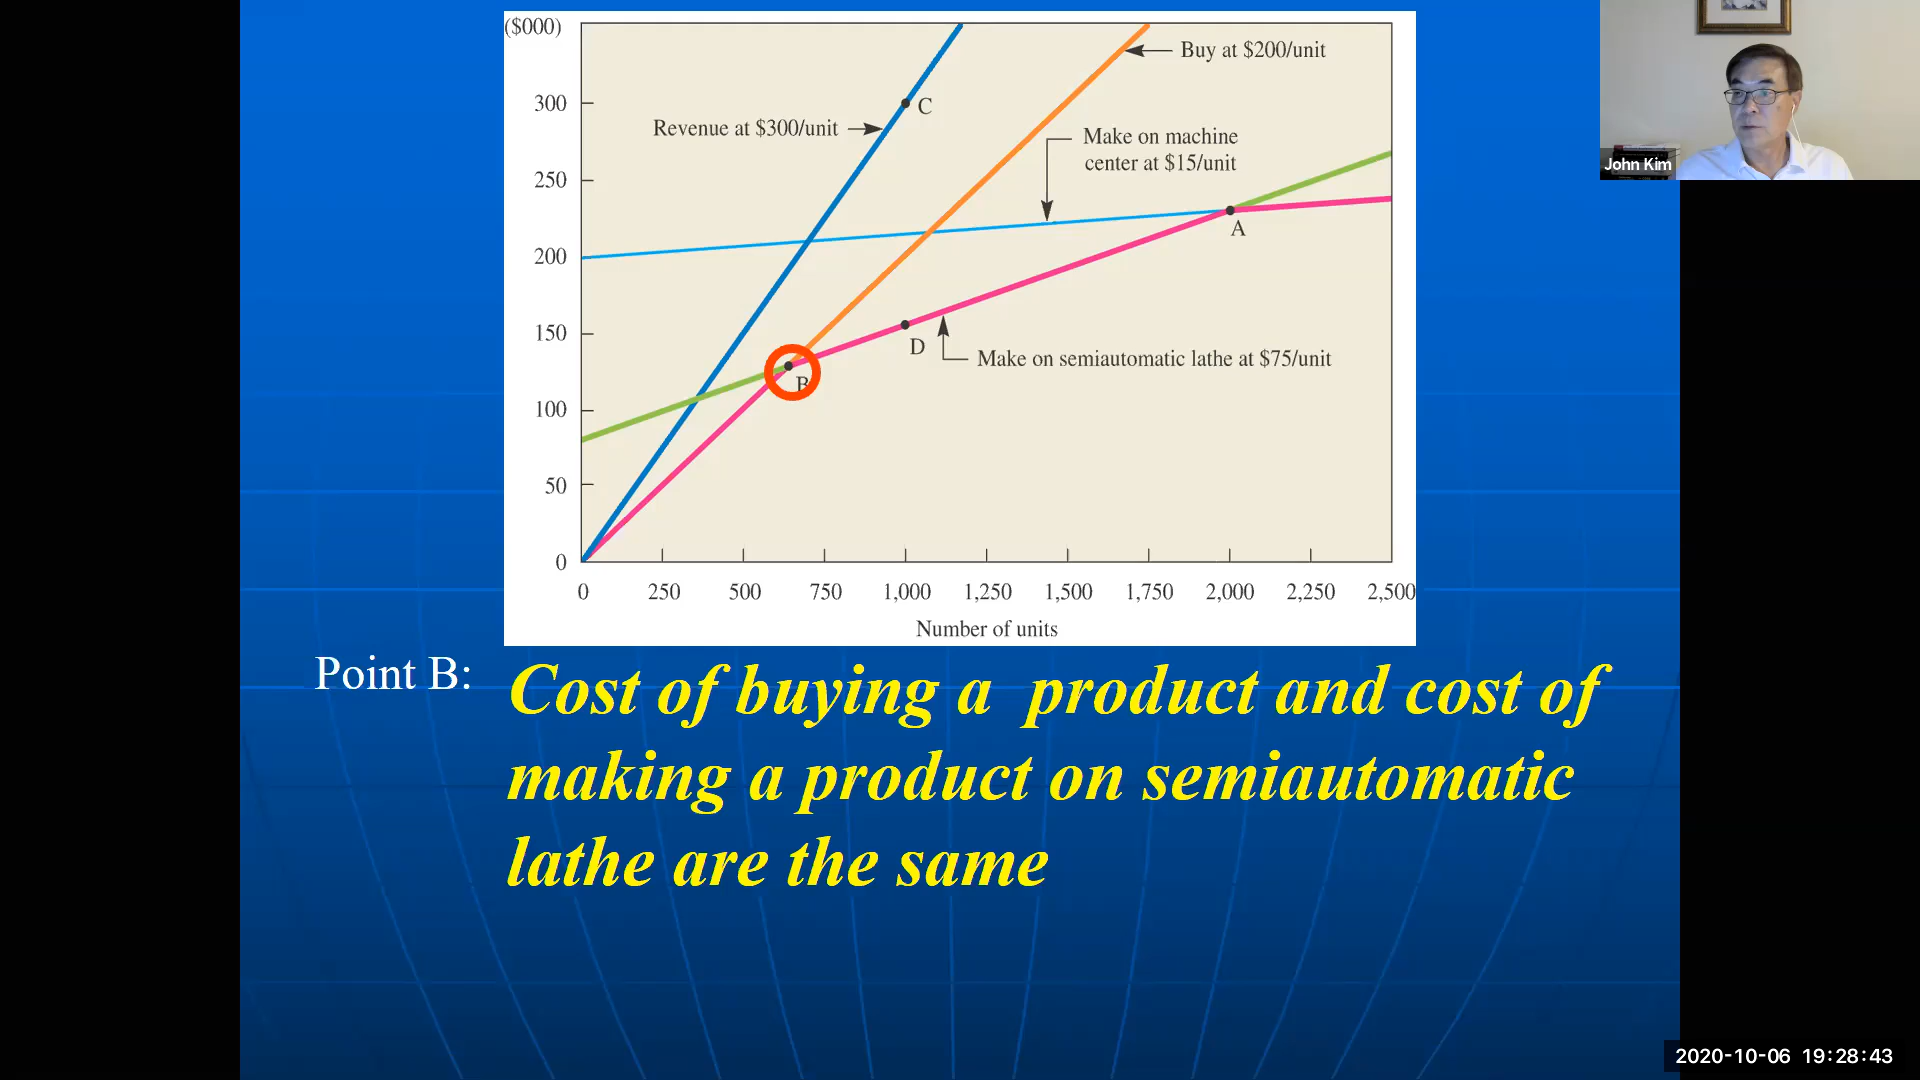 ($000)
Buy at $200/unit
300
C
Revenue at $300/unit
Make on machine
center at $15/unit
John Kim
250
200
A
150
D
Make on semiautomatic lathe at $75/unit
B
100
50
0
0 250 500 750 1,000 1,250 1,500 1,750 2,000 2,250 2,500
Number of units
Point B:
Cost of buying a product and cost of
making a product on semiautomatic
lathe are the same
2020-10-06 19:28:43